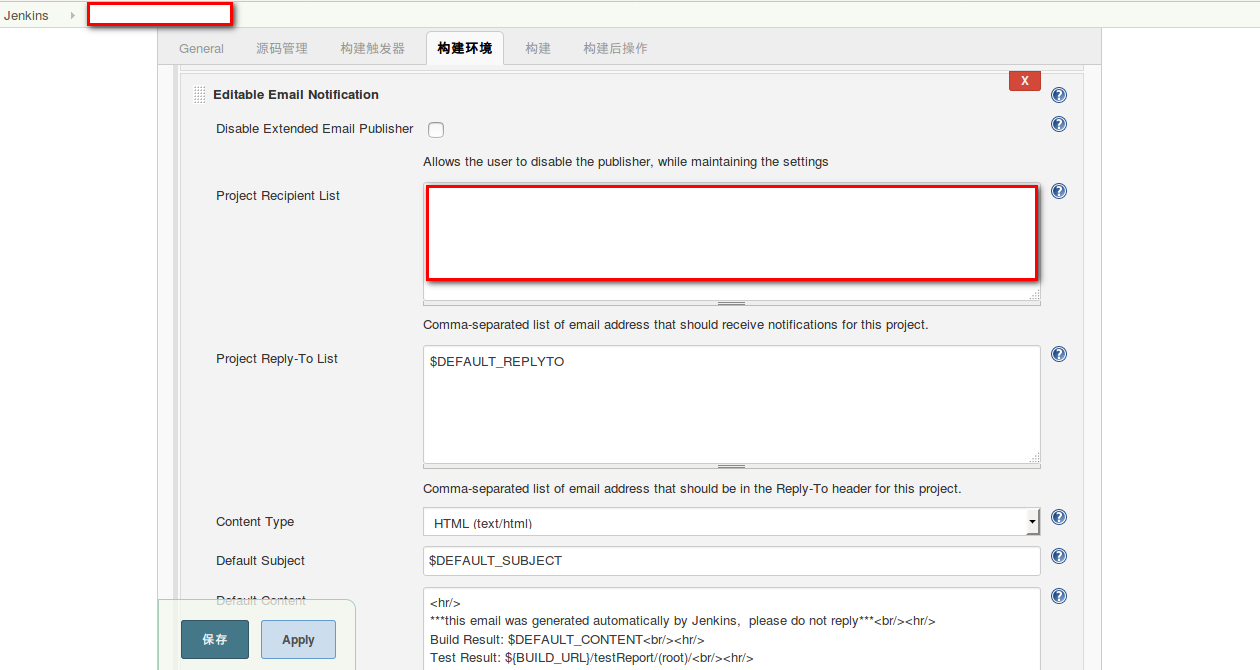 Jenkins
General 源码管理 构建触发器 构建环境 构建 构建后操作
X
Editable Email Notification
Disable Extended Email Publisher
Allows the user to disable the publisher, while maintaining the settings
Project Recipient List
Comma-separated list of email address that should receive notifications for this project.
Project Reply-To List
$DEFAULT_REPLYTO
Comma-separated list of email address that should be in the Reply-To header for this project.
Content Type
HTML (text/html)
Default Subject
$DEFAULT_SUBJECT
Default Content
<hr/>
***this email was generated automatically by Jenkins, please do not reply***<br/><hr/>
Build Result: $DEFAULT_CONTENT<br/><hr/>
Test Result: ${BUILD_URL}/testReport/(root)/<br/><hr/>
保存 Apply